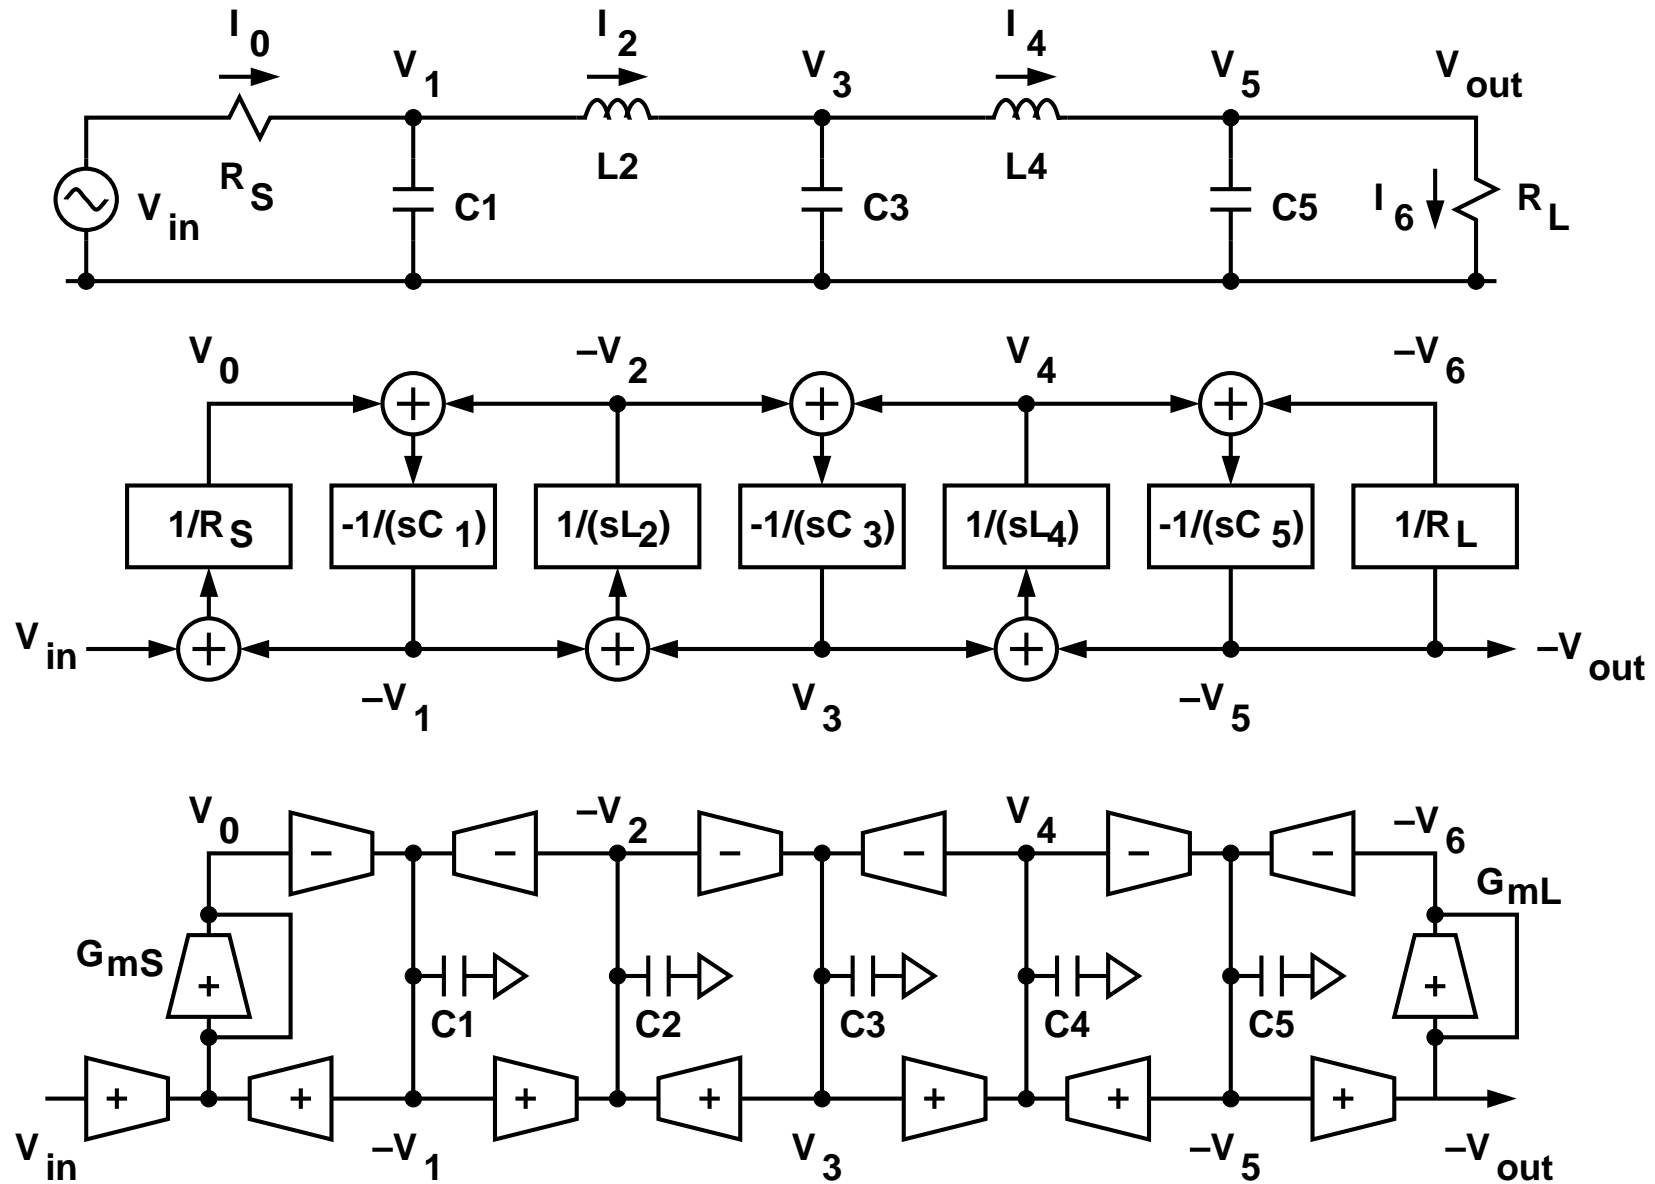 I 0 I 2 I 4
V 1 V 3 V 5 V out
R S L2 L4
V in C1 C3 C5 I 6 R L
V 0 –V 2 V 4 –V 6
+ + +
1/R S -1/(sC 1) 1/(sL2) -1/(sC 3) 1/(sL4) -1/(sC 5) 1/R L
V in + + + –V out
–V 1 V 3 –V 5
V 0 –V 2 V 4 –V 6
– – – – – –
G mL
G mS + +
C1 C2 C3 C4 C5
+ + + + + + +
V in –V 1 V 3 –V 5 –V out